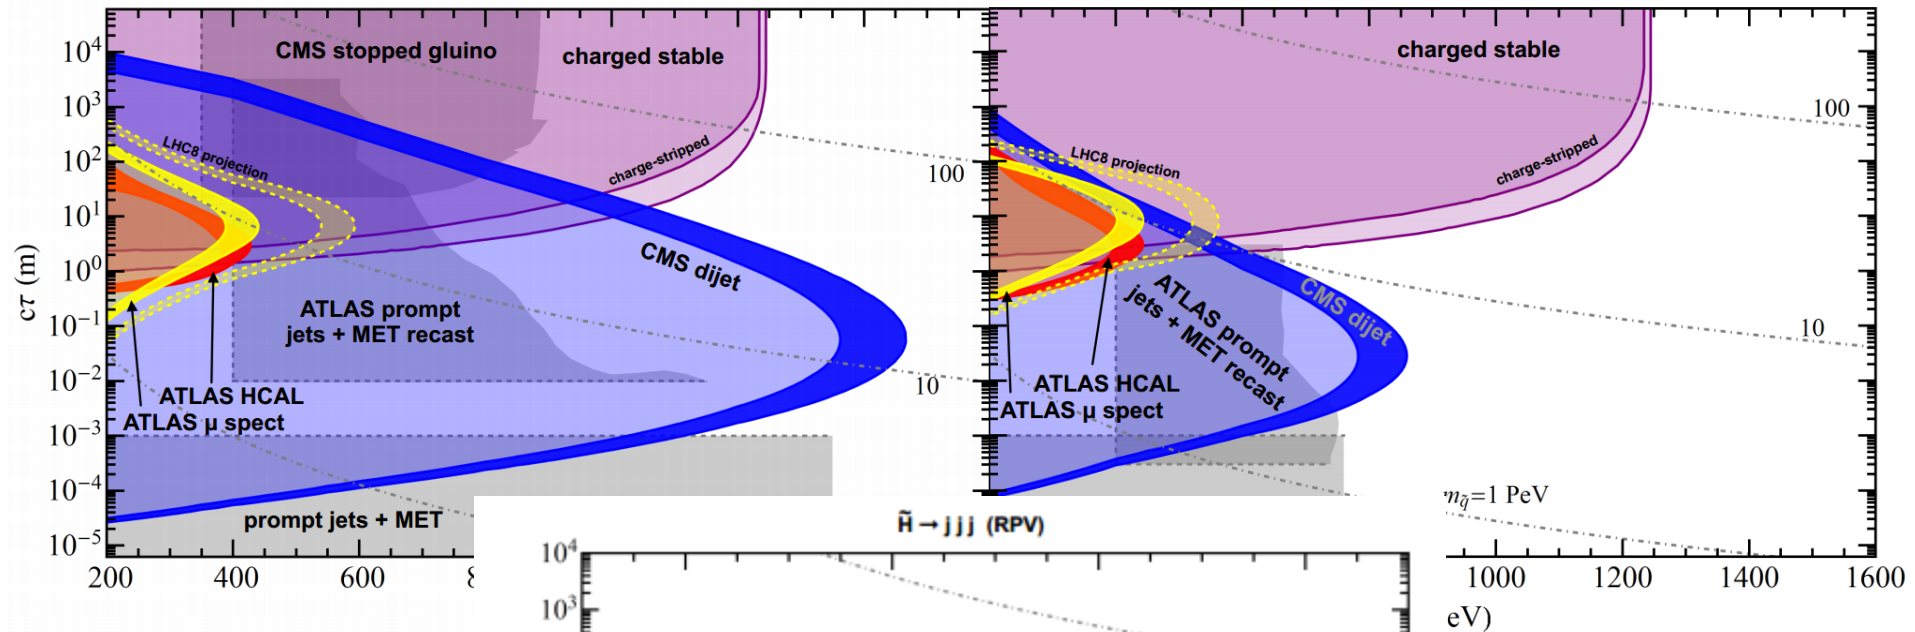 CMS stopped gluino
charged stable
charged stable
10⁴
10³
10²
10¹
10⁰
10⁻¹
10⁻²
10⁻³
10⁻⁴
10⁻⁵
cτ (m)
LHC8 projection
charge-stripped
100
CMS dijet
ATLAS prompt
jets + MET recast
10
ATLAS HCAL
ATLAS μ spect
prompt jets + MET
200
400
600
LHC8 projection
charge-stripped
100
ATLAS prompt
jets + MET recast
CMS dijet
10
ATLAS HCAL
ATLAS μ spect
m_q̃=1 PeV
1000
1200
1400
1600
eV)
H̃ → j j j (RPV)
10⁴
10³